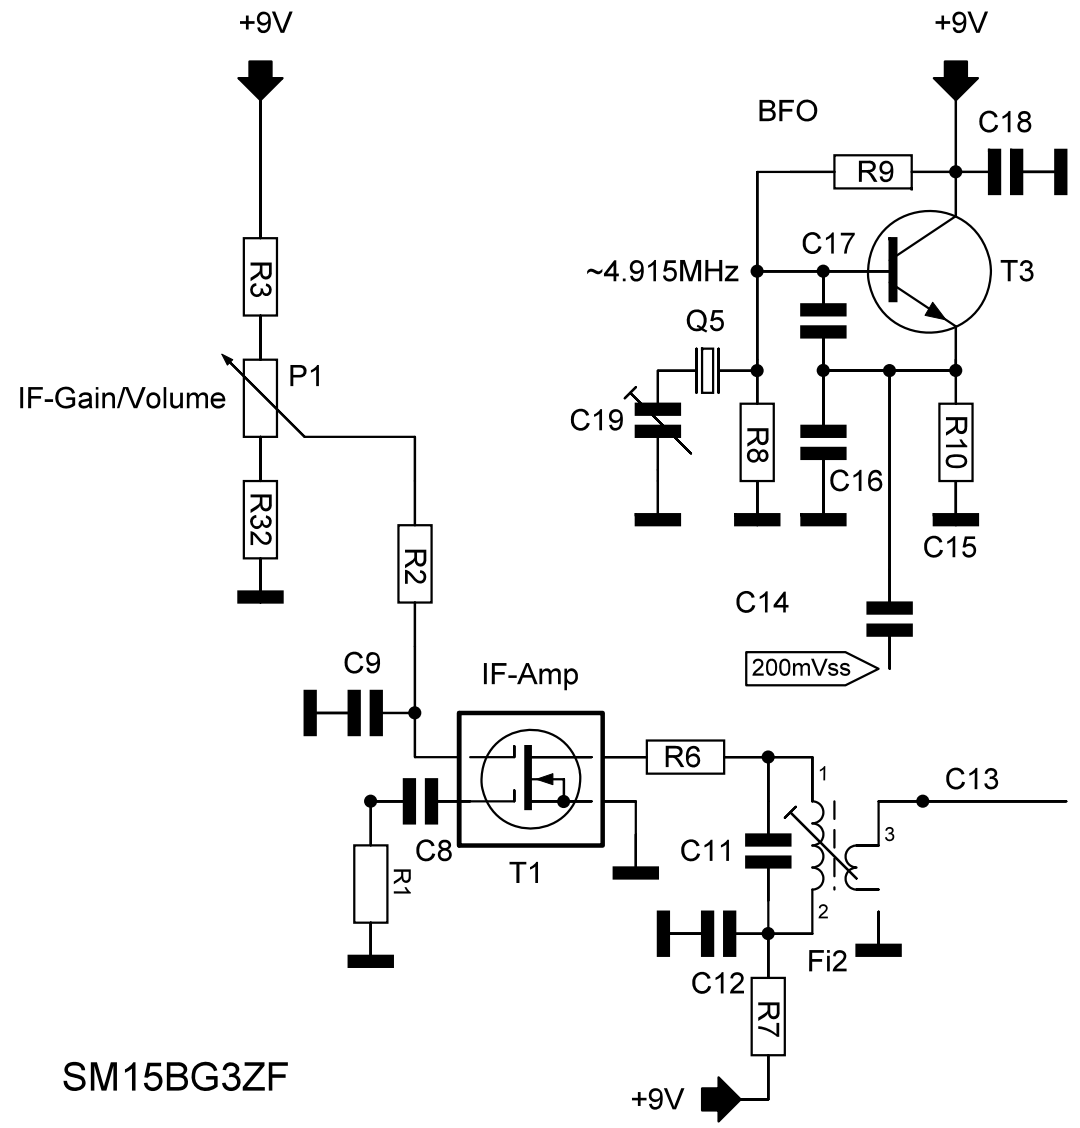 +9V
+9V
BFO
C18
R9
C17
~4.915MHz
T3
R3
Q5
P1
IF-Gain/Volume
C19
R8
R10
C16
R32
R2
C15
C14
C9
IF-Amp
200mVss
R6
1
C13
3
C8
C11
T1
R1
2
Fi2
C12
R7
SM15BG3ZF
+9V